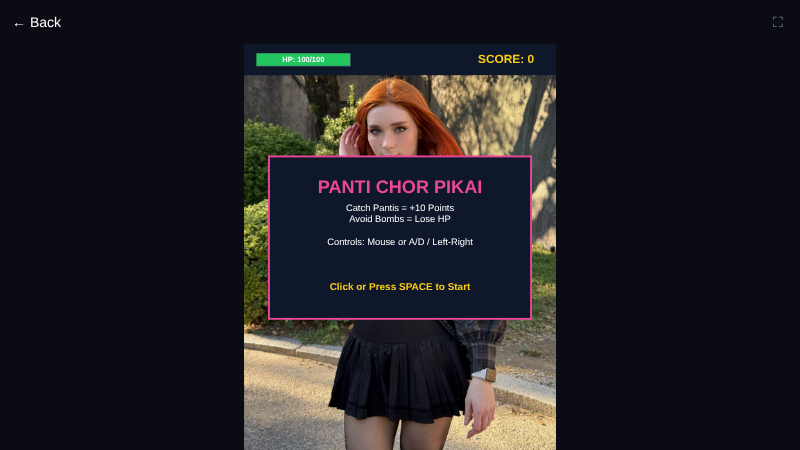 ← Back
HP: 100/100
SCORE: 0
PANTI CHOR PIKAI
Catch Pantis = +10 Points
Avoid Bombs = Lose HP
Controls: Mouse or A/D / Left-Right
Click or Press SPACE to Start